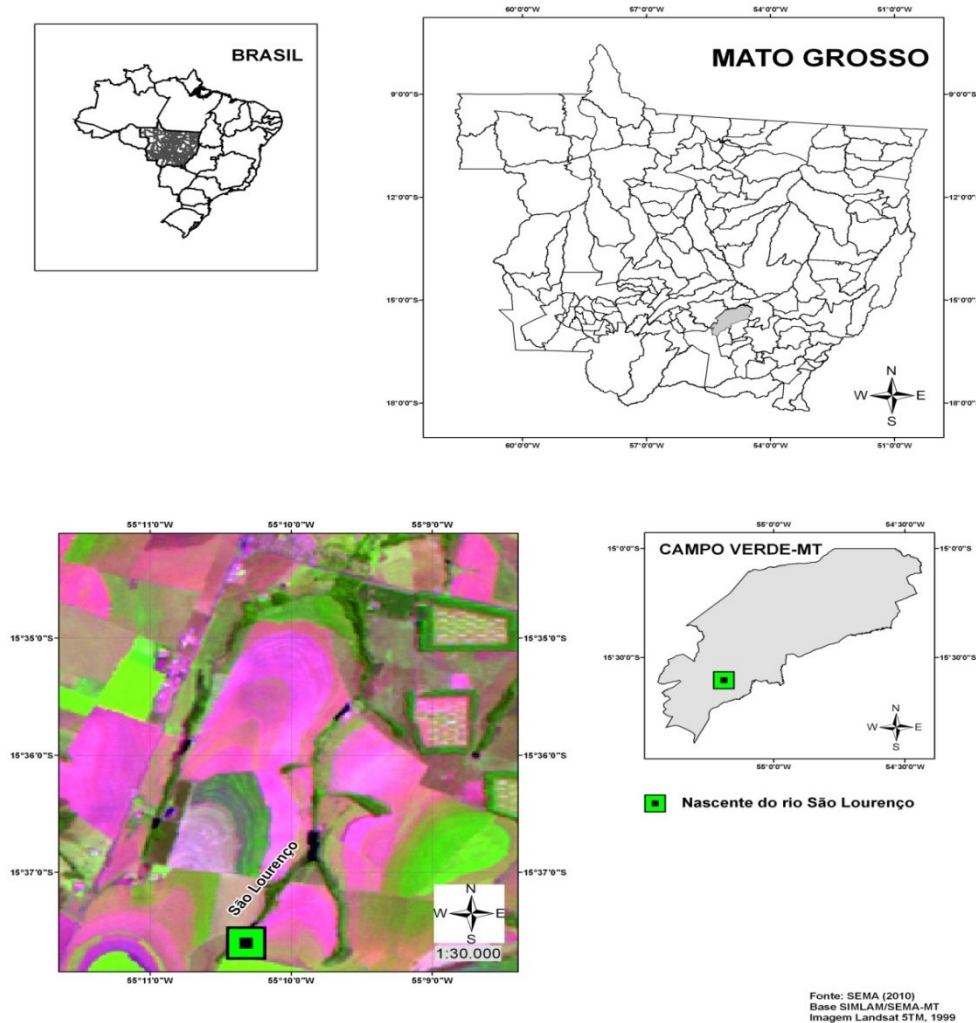 BRASIL
60°0'0"W 57°0'0"W 54°0'0"W 51°0'0"W
MATO GROSSO
9°0'0"S 9°0'0"S
12°0'0"S 12°0'0"S
15°0'0"S 15°0'0"S
18°0'0"S 18°0'0"S
N
W E
S
60°0'0"W 57°0'0"W 54°0'0"W 51°0'0"W
55°11'0"W 55°10'0"W 55°9'0"W
15°35'0"S 15°35'0"S
15°36'0"S 15°36'0"S
15°37'0"S 15°37'0"S
São Lourenço
N
W E
S
1:30.000
55°11'0"W 55°10'0"W 55°9'0"W
55°0'0"W 54°30'0"W
CAMPO VERDE-MT
15°0'0"S 15°0'0"S
15°30'0"S 15°30'0"S
N
W E
S
55°0'0"W 54°30'0"W
Nascente do rio São Lourenço
Fonte: SEMA (2010)
Base SIMLAM/SEMA-MT
Imagem Landsat 5TM, 1999